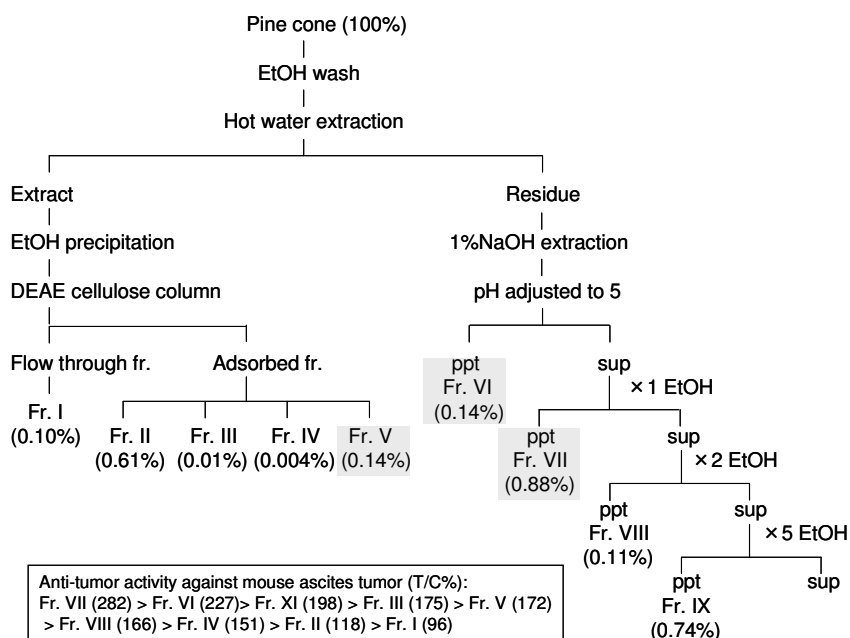 Pine cone (100%)
EtOH wash
Hot water extraction
Extract
Residue
EtOH precipitation
1%NaOH extraction
DEAE cellulose column
pH adjusted to 5
Flow through fr.
Adsorbed fr.
ppt
Fr. VI
(0.14%)
sup
×1 EtOH
Fr. I
(0.10%)
Fr. II
(0.61%)
Fr. III
(0.01%)
Fr. IV
(0.004%)
Fr. V
(0.14%)
ppt
Fr. VII
(0.88%)
sup
×2 EtOH
ppt
Fr. VIII
(0.11%)
sup
×5 EtOH
ppt
Fr. IX
(0.74%)
sup
Anti-tumor activity against mouse ascites tumor (T/C%):
Fr. VII (282) > Fr. VI (227)> Fr. XI (198) > Fr. III (175) > Fr. V (172)
> Fr. VIII (166) > Fr. IV (151) > Fr. II (118) > Fr. I (96)